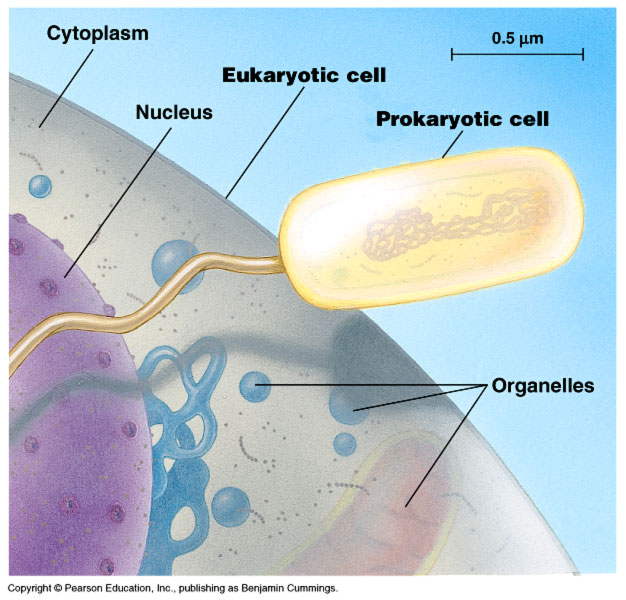 Cytoplasm
0.5 µm
Eukaryotic cell
Nucleus
Prokaryotic cell
Organelles
Copyright © Pearson Education, Inc., publishing as Benjamin Cummings.